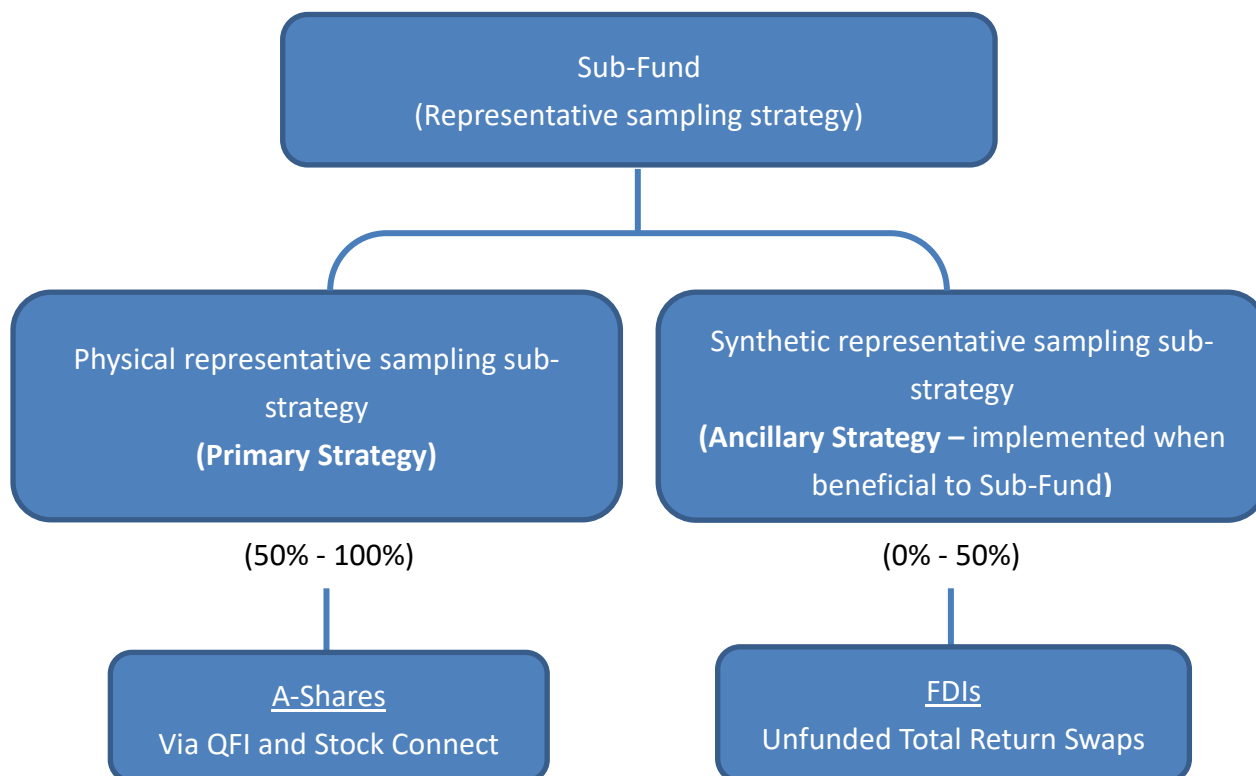 Sub-Fund
(Representative sampling strategy)
Physical representative sampling sub-
strategy
(Primary Strategy)
Synthetic representative sampling sub-
strategy
(Ancillary Strategy – implemented when
beneficial to Sub-Fund)
(50% - 100%)
(0% - 50%)
A-Shares
Via QFI and Stock Connect
FDIs
Unfunded Total Return Swaps